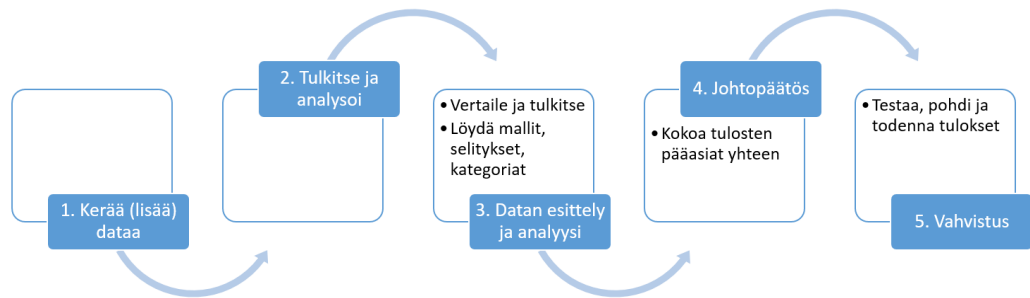 1. Kerää (lisää)
dataa
2. Tulkitse ja
analysoi
• Vertaile ja tulkitse
• Löydä mallit,
selitykset,
kategoriat
3. Datan esittely
ja analyysi
4. Johtopäätös
• Kokoa tulosten
pääasiat yhteen
• Testaa, pohdi ja
todenna tulokset
5. Vahvistus